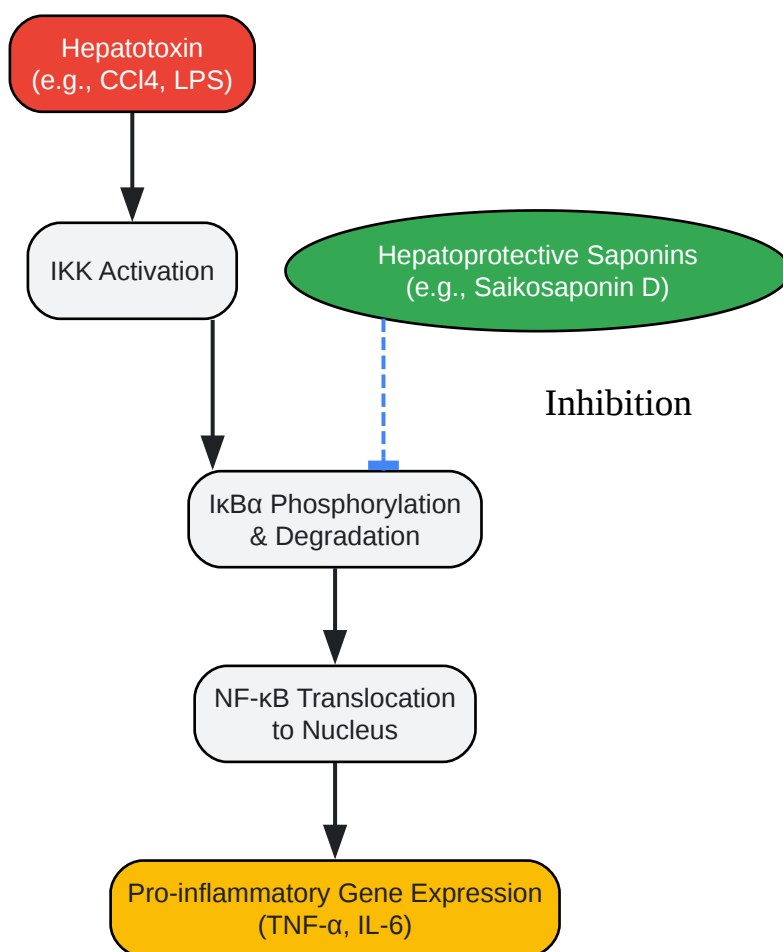 Hepatotoxin
(e.g., CCl4, LPS)
IKK Activation
Hepatoprotective Saponins
(e.g., Saikosaponin D)
Inhibition
IκBα Phosphorylation
& Degradation
NF-κB Translocation
to Nucleus
Pro-inflammatory Gene Expression
(TNF-α, IL-6)